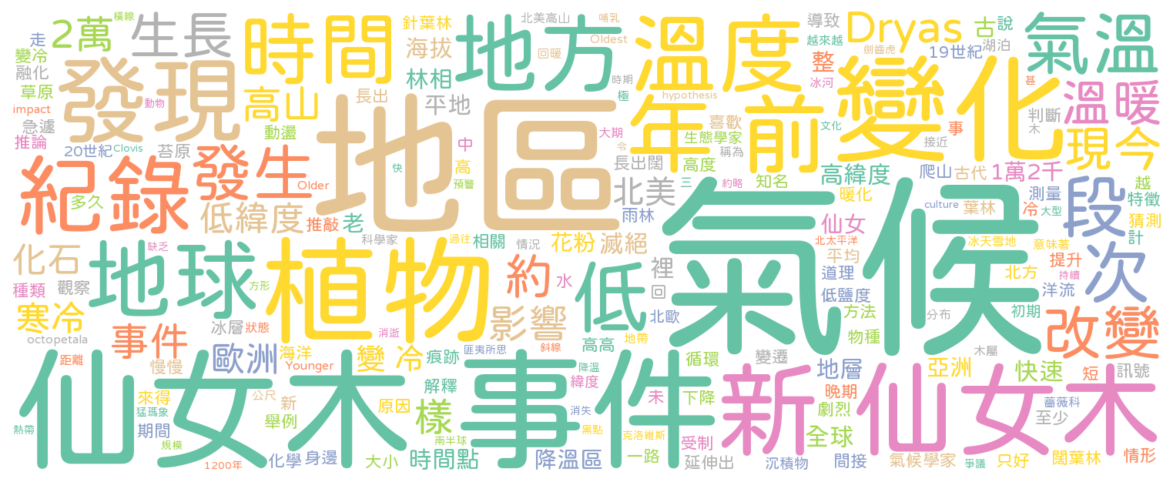 橫線
走
2萬
生長
時間
針葉林
海拔
北美高山
哺乳
Oldest
回暖
地方
溫度
導致
越來越
劍齒虎
Dryas
19世紀
古
說
湖泊
氣溫
變冷
融化
草原
impact
急遽
推論
發現
高山
林相
平地
長出
動物
時期
極
hypothesis
整
冰河
甚
變化
溫暖
20世紀
Clovis
苔原
動盪
地區
中
高
快
預警
大期
令
年
前
喜歡
生態學家
稱為
文化
事
接近
判斷
木
現今
紀錄
多久
發生
Older
推敲
低緯度
老
長出闊
北美
雨林
高度
三
約略
知名
高緯度
暖化
爬山
古代
1萬2千
culture
葉林
冷
測量
大型
段
越
特徵
猜測
計
化石
種類
觀察
地球
方形
植物
缺乏
科學家
過往
相關
約
情況
水
花粉
滅絕
低
裡
回
北歐
仙女
北太平洋
平均
道理
低鹽度
氣候
冰天雪地
意味著
北方
提升
持續
洋流
方法
物種
初期
分布
次
寒冷
octopetala
事件
冰層
狀態
影響
消逝
匪夷所思
高高
斜線
地帶
循環
變遷
木屬
改變
距離
慢慢
歐洲
海洋
Younger
變冷
痕跡
解釋
緯度
降溫
未
下降
地層
晚期
劇烈
亞洲
薔薇科
快速
短
至少
訊號
仙女木
事件
新
仙女木
來得
猛瑪象
期間
公尺
新
舉例
原因
樣
消失
黑點
受制
全球
熱帶
規模
1200年
化學
身邊
大小
時間點
南半球
降溫區
克洛維斯
一路
延伸出
沉積物
間接
氣候學家
爭議
只好
闊葉林
情形